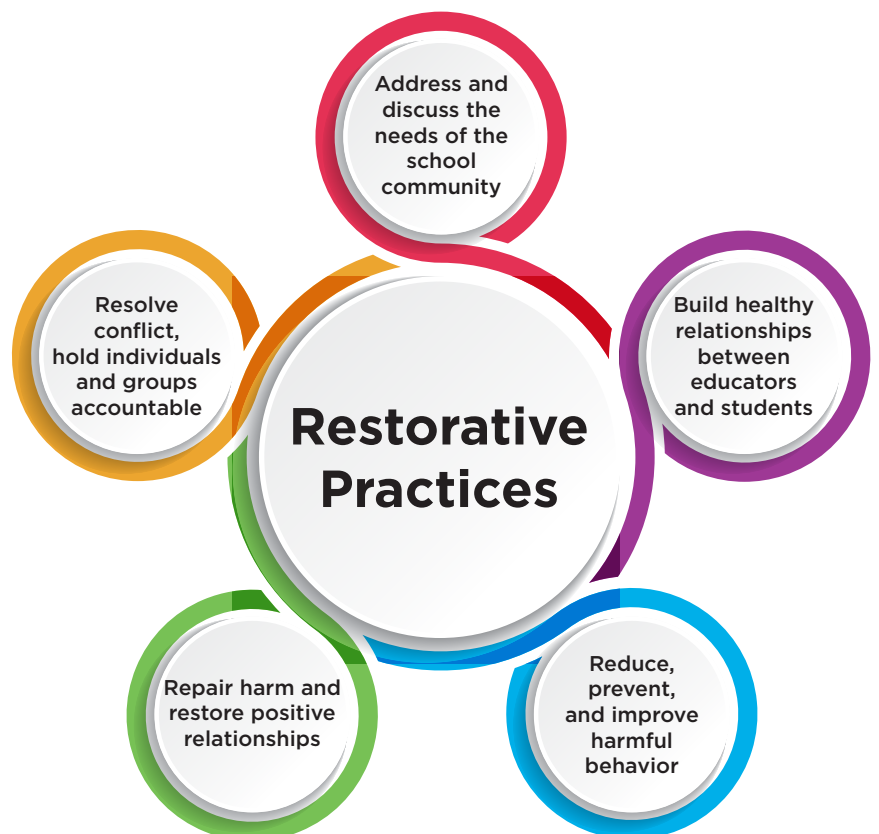 Address and
discuss the
needs of the
school
community
Resolve
conflict,
hold individuals
and groups
accountable
Build healthy
relationships
between
educators
and students
Restorative
Practices
Repair harm and
restore positive
relationships
Reduce,
prevent,
and improve
harmful
behavior